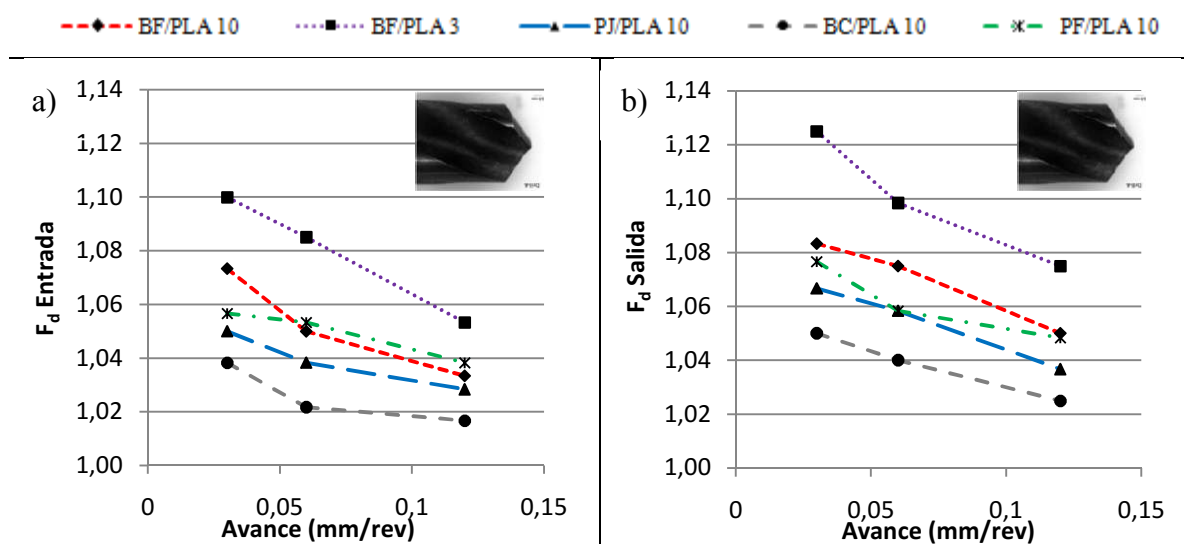 BF/PLA 10 BF/PLA 3 PJ/PLA 10 BC/PLA 10 PF/PLA 10
a)
1,14
1,12
1,10
1,08
1,06
1,04
1,02
1,00
F_d Entrada
0 0,05 0,1 0,15
Avance (mm/rev)
b)
1,14
1,12
1,10
1,08
1,06
1,04
1,02
1,00
F_d Salida
0 0,05 0,1 0,15
Avance (mm/rev)